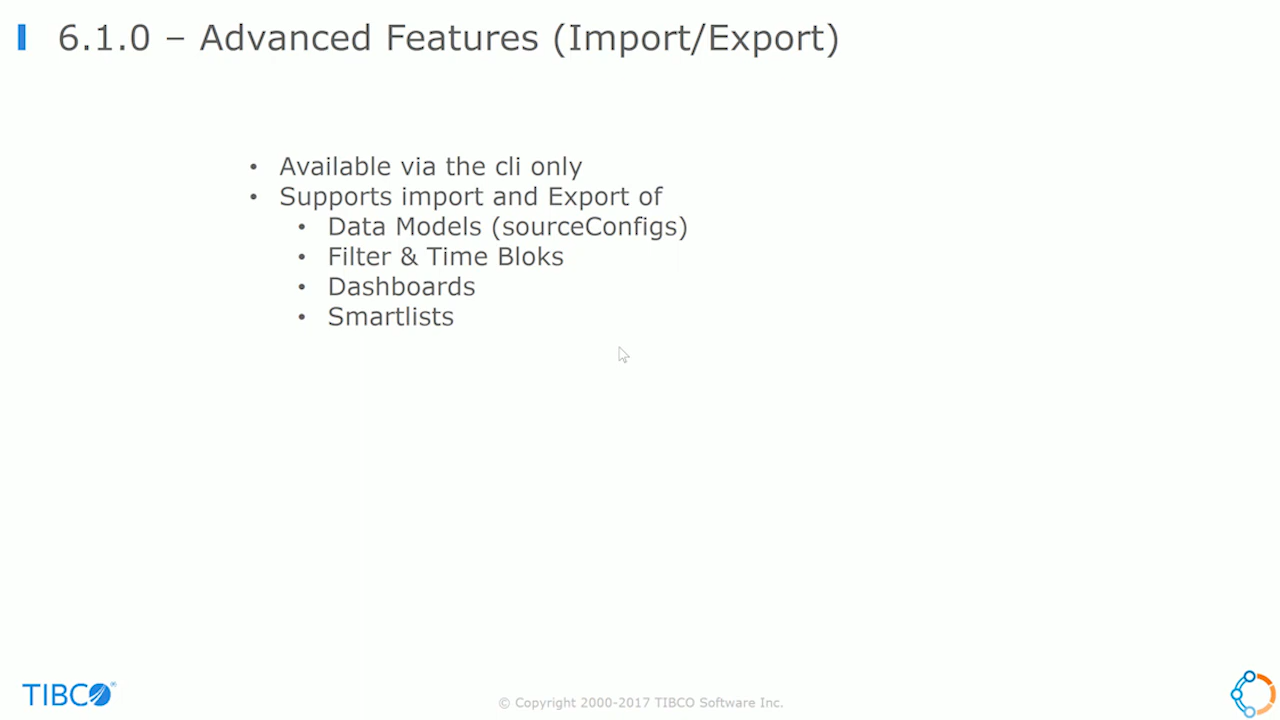 6.1.0 – Advanced Features (Import/Export)
• Available via the cli only
• Supports import and Export of
• Data Models (sourceConfigs)
• Filter & Time Bloks
• Dashboards
• Smartlists
TIBCO®
© Copyright 2000-2017 TIBCO Software Inc.